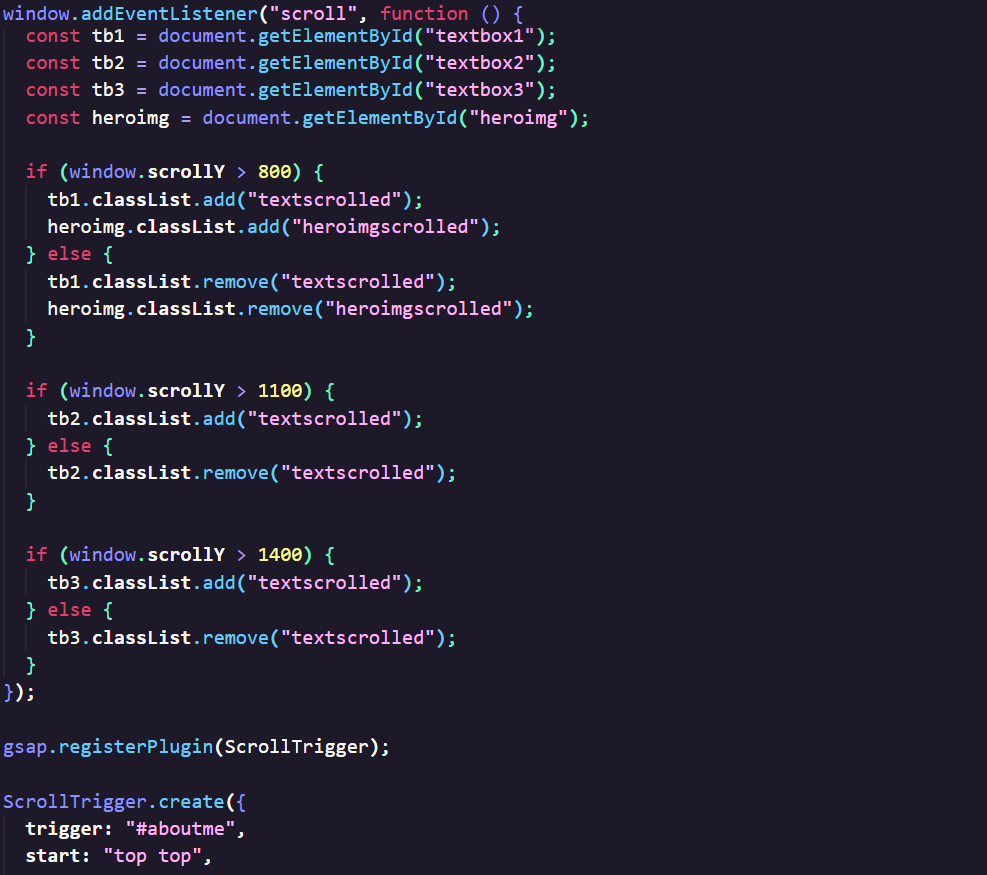 window.addEventListener("scroll", function () {
  const tb1 = document.getElementById("textbox1");
  const tb2 = document.getElementById("textbox2");
  const tb3 = document.getElementById("textbox3");
  const heroimg = document.getElementById("heroimg");

  if (window.scrollY > 800) {
    tb1.classList.add("textscrolled");
    heroimg.classList.add("heroimgscrolled");
  } else {
    tb1.classList.remove("textscrolled");
    heroimg.classList.remove("heroimgscrolled");
  }

  if (window.scrollY > 1100) {
    tb2.classList.add("textscrolled");
  } else {
    tb2.classList.remove("textscrolled");
  }

  if (window.scrollY > 1400) {
    tb3.classList.add("textscrolled");
  } else {
    tb3.classList.remove("textscrolled");
  }
});

gsap.registerPlugin(ScrollTrigger);

ScrollTrigger.create({
  trigger: "#aboutme",
  start: "top top",